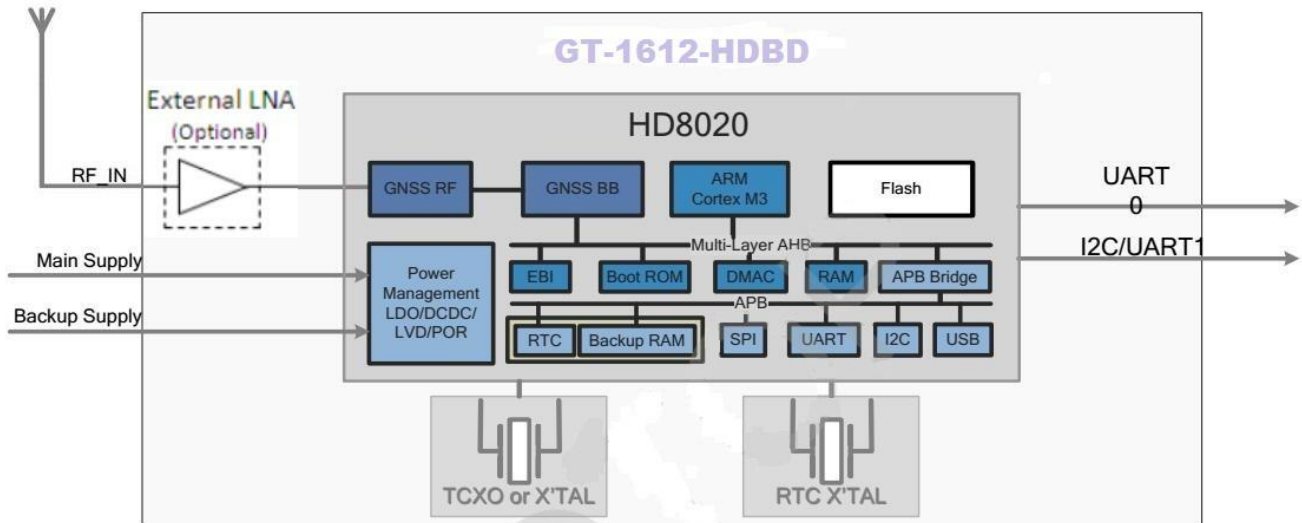 GT-1612-HDBD
External LNA
(Optional)
RF_IN
HD8020
GNSS RF
GNSS BB
ARM
Cortex M3
Flash
UART
0
Multi-Layer AHB
I2C/UART1
Main Supply
Power
Management
LDO/DCDC/
LVD/POR
EBI
Boot ROM
DMAC
RAM
APB Bridge
APB
Backup Supply
RTC
Backup RAM
SPI
UART
I2C
USB
TCXO or X'TAL
RTC X'TAL